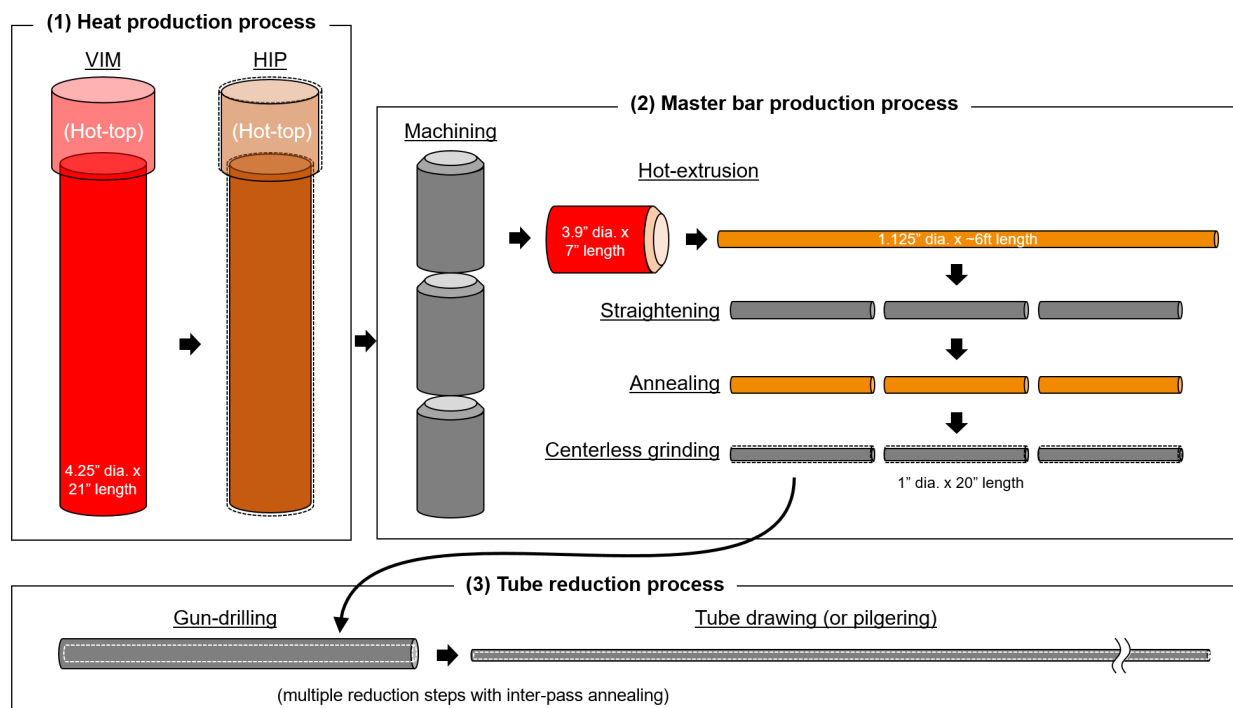 (1) Heat production process
VIM
HIP
(Hot-top)
(Hot-top)
4.25” dia. x
21” length
(2) Master bar production process
Machining
Hot-extrusion
3.9” dia. x
7” length
1.125” dia. x ~6ft length
Straightening
Annealing
Centerless grinding
1” dia. x 20” length
(3) Tube reduction process
Gun-drilling
Tube drawing (or pilgering)
(multiple reduction steps with inter-pass annealing)